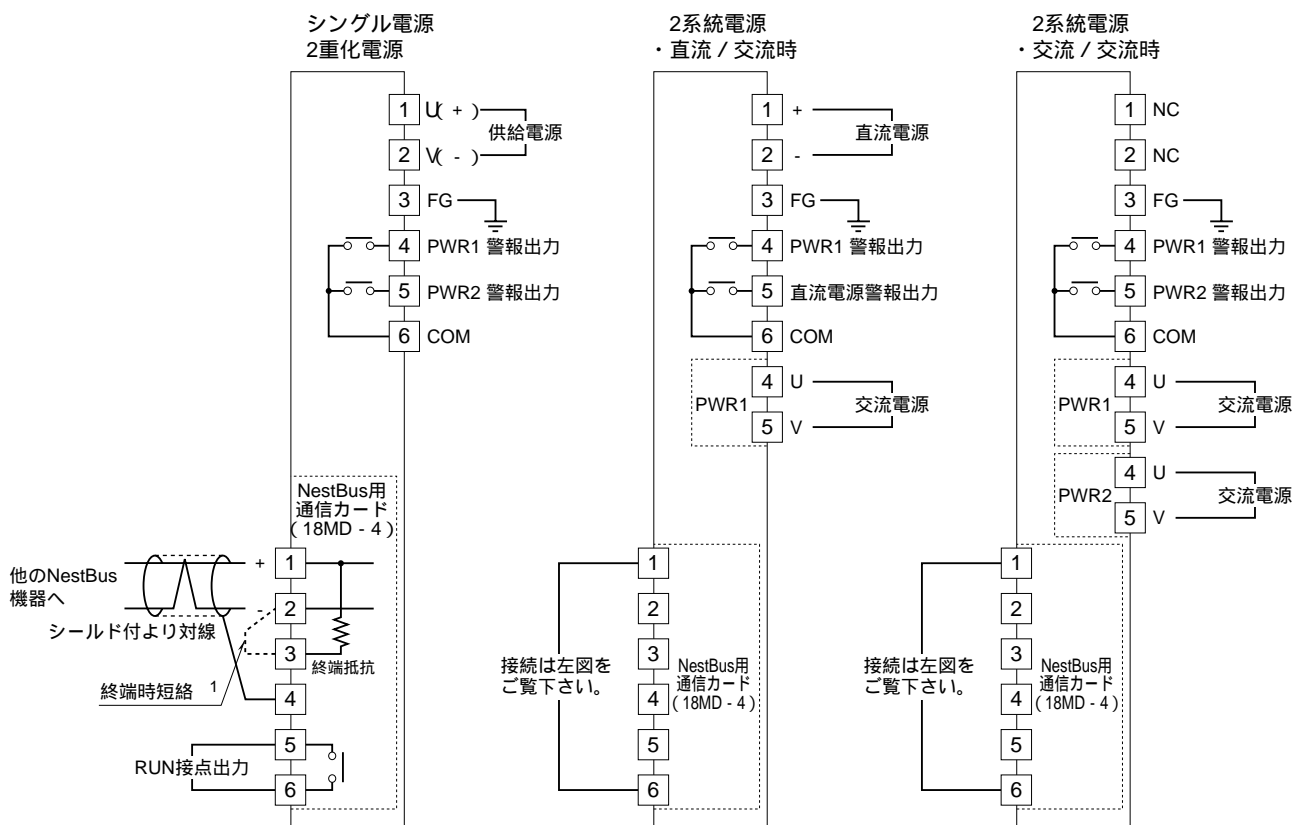 シングル電源
2重化電源
1 U( + )
供給電源
2 V( - )
3 FG
4 PWR1 警報出力
5 PWR2 警報出力
6 COM
NestBus用
通信カード
( 18MD - 4 )
他のNestBus
機器へ
シールド付より対線
終端時短絡 1
+ 1
- 2
3
終端抵抗
4
5
RUN接点出力
6
2系統電源
・直流 / 交流時
1 +
直流電源
2 -
3 FG
4 PWR1 警報出力
5 直流電源警報出力
6 COM
PWR1
4 U
交流電源
5 V
1
2
3
4
5
6
接続は左図を
ご覧下さい。
NestBus用
通信カード
( 18MD - 4 )
2系統電源
・交流 / 交流時
1 NC
2 NC
3 FG
4 PWR1 警報出力
5 PWR2 警報出力
6 COM
PWR1
4 U
交流電源
5 V
PWR2
4 U
交流電源
5 V
1
2
3
4
5
6
接続は左図を
ご覧下さい。
NestBus用
通信カード
( 18MD - 4 )